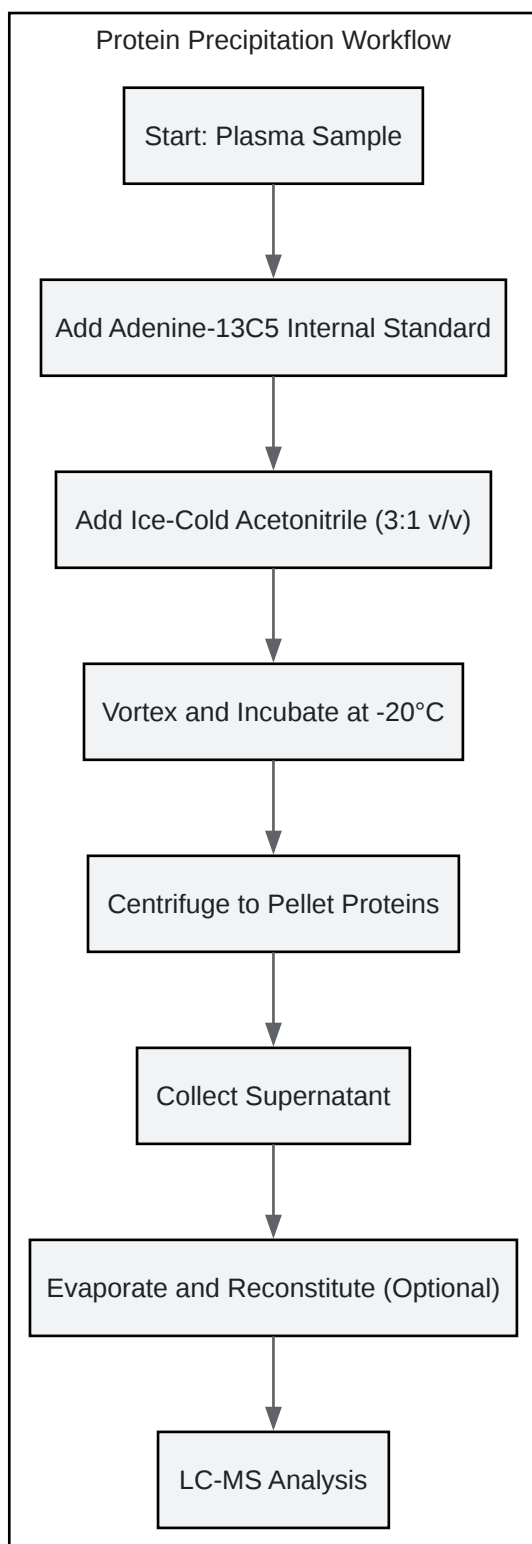 Protein Precipitation Workflow
Start: Plasma Sample
Add Adenine-13C5 Internal Standard
Add Ice-Cold Acetonitrile (3:1 v/v)
Vortex and Incubate at -20°C
Centrifuge to Pellet Proteins
Collect Supernatant
Evaporate and Reconstitute (Optional)
LC-MS Analysis